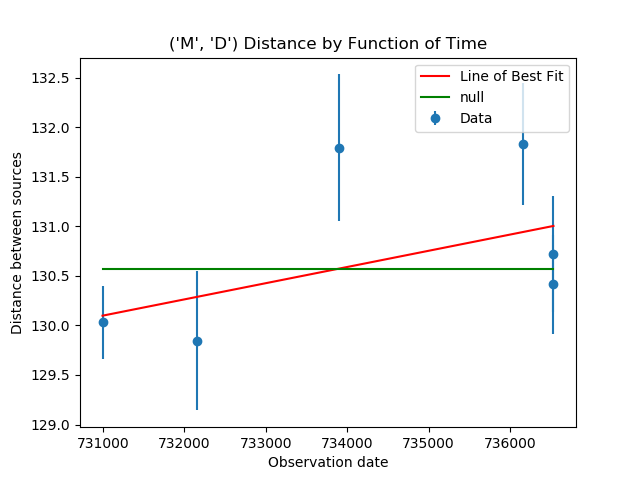 ('M', 'D') Distance by Function of Time
Line of Best Fit
null
Data
Distance between sources
132.5
132.0
131.5
131.0
130.5
130.0
129.5
129.0
731000 732000 733000 734000 735000 736000
Observation date